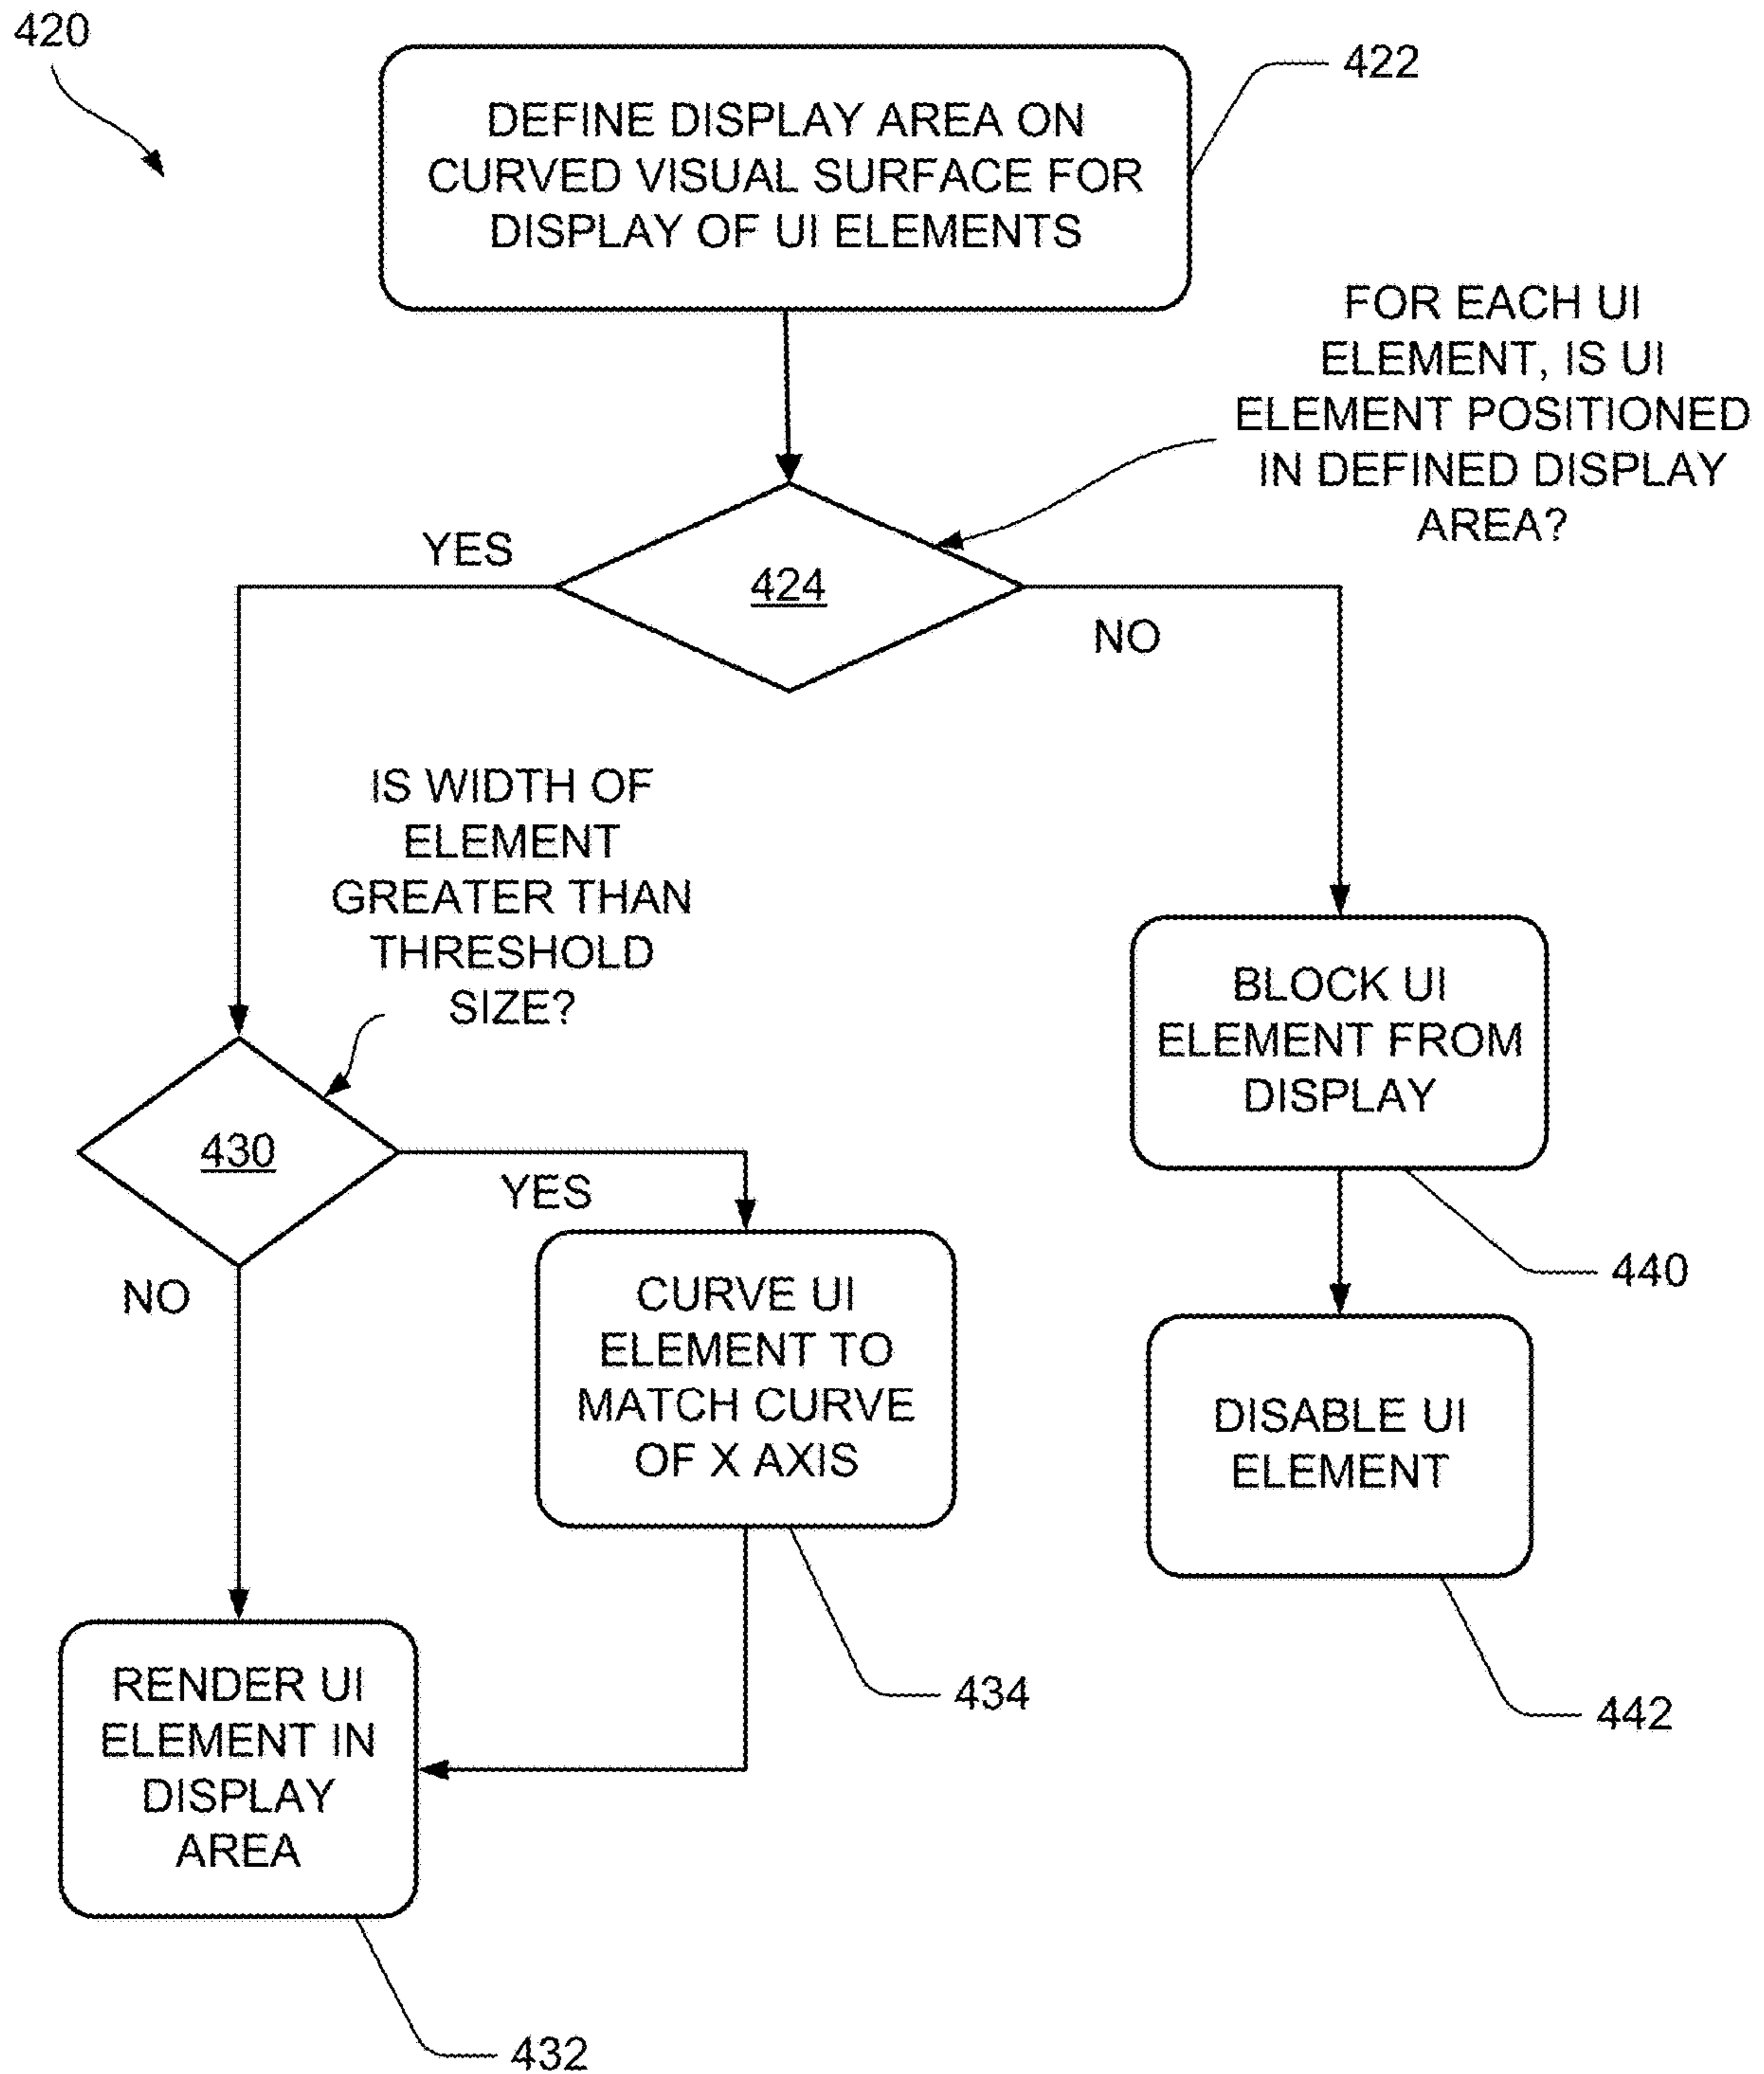 420
422
DEFINE DISPLAY AREA ON
CURVED VISUAL SURFACE FOR
DISPLAY OF UI ELEMENTS
FOR EACH UI
ELEMENT, IS UI
ELEMENT POSITIONED
IN DEFINED DISPLAY
AREA?
YES
424
NO
IS WIDTH OF
ELEMENT
GREATER THAN
THRESHOLD
SIZE?
BLOCK UI
ELEMENT FROM
DISPLAY
430
YES
NO
440
CURVE UI
ELEMENT TO
MATCH CURVE
OF X AXIS
DISABLE UI
ELEMENT
434
442
RENDER UI
ELEMENT IN
DISPLAY
AREA
432